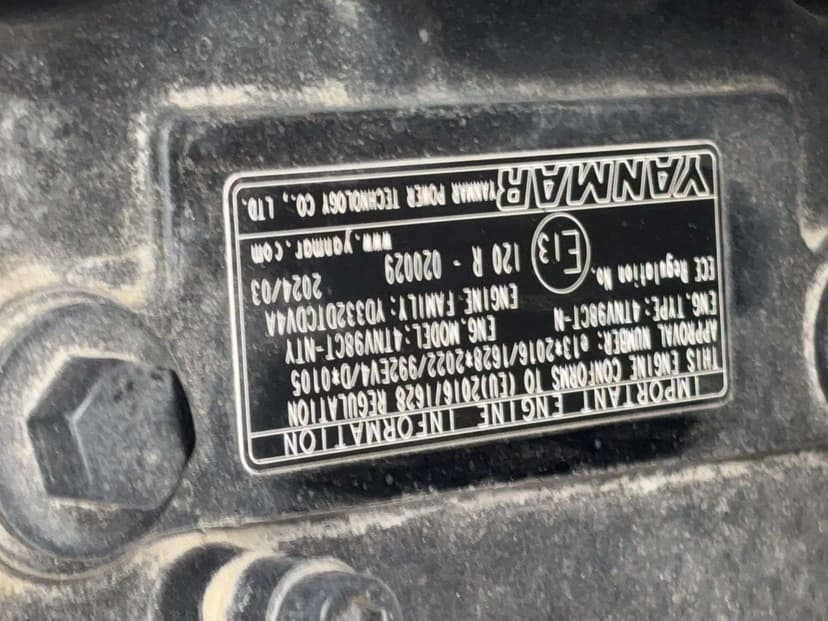 IMPORTANT ENGINE INFORMATION
THIS ENGINE CONFORMS TO (EU)2016/1628 REGULATION
APPROVAL NUMBER: e13*2016/1628*2022/992EV4/D*0105
ENG. TYPE: 4TNV98CT-N ENG. MODEL: 4TNV98CT-NTY
ENGINE FAMILY: YD332DTCDV4A
ECE Regulation No. E13 120 R - 020029 2024/03
www.yanmar.com
YANMAR YANMAR POWER TECHNOLOGY CO., LTD.